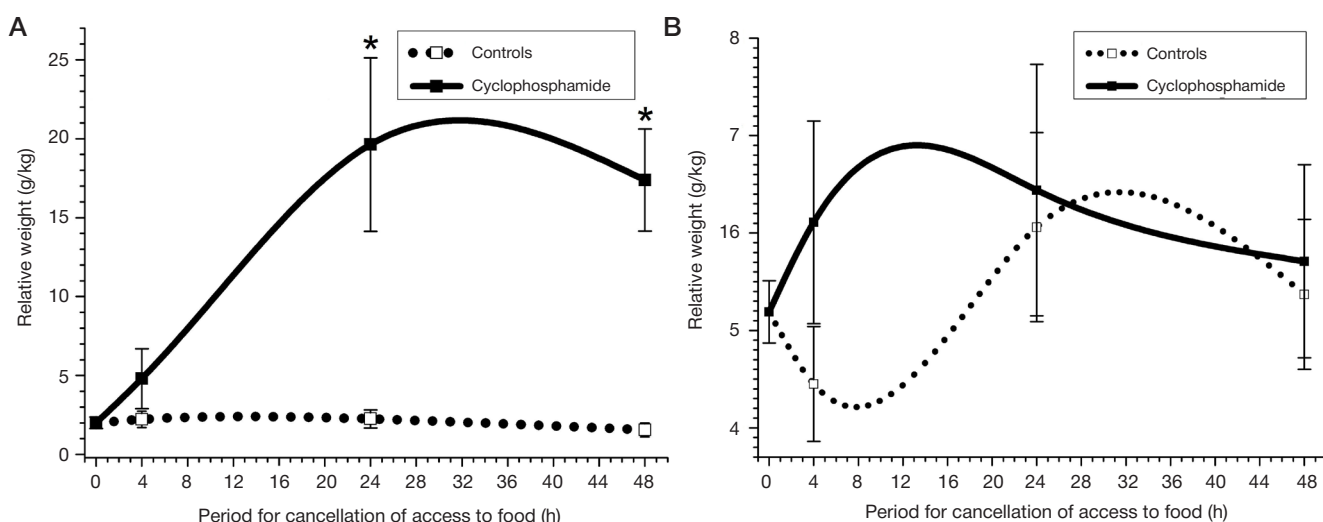 A
25
20
15
10
5
0
Relative weight (g/kg)
* *
Controls
Cyclophosphamide
0 4 8 12 16 20 24 28 32 36 40 44 48
Period for cancellation of access to food (h)
B
8
7
16
5
4
Relative weight (g/kg)
Controls
Cyclophosphamide
0 4 8 12 16 20 24 28 32 36 40 44 48
Period for cancellation of access to food (h)